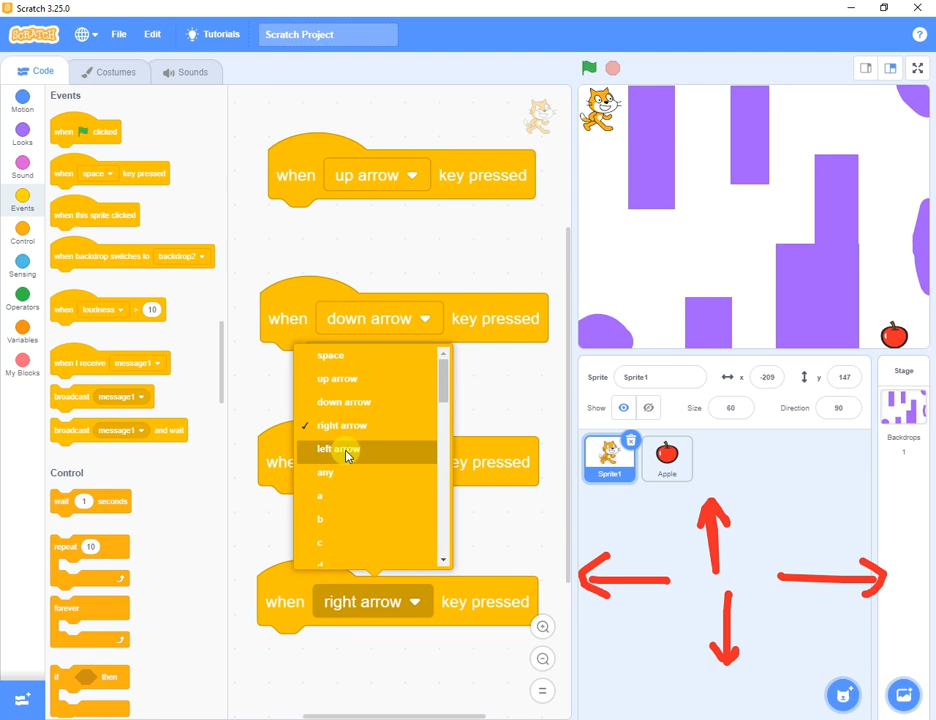 Scratch 3.25.0
SCRATCH File Edit Tutorials Scratch Project ?
Code Costumes Sounds
Motion
Looks
Sound
Events
Control
Sensing
Operators
Variables
My Blocks
Events
when clicked
when space key pressed
when this sprite clicked
when backdrop switches to backdrop2
when loudness > 10
when I receive message1
broadcast message1
broadcast message1 and wait
Control
wait 1 seconds
repeat 10
forever
if then
when up arrow key pressed
when down arrow key pressed
whe ey pressed
space
up arrow
down arrow
✓ right arrow
left arrow
any
a
b
c
when right arrow key pressed
Sprite Sprite1 x -209 y 147
Show Size 60 Direction 90
Sprite1
Apple
Stage
Backdrops
1